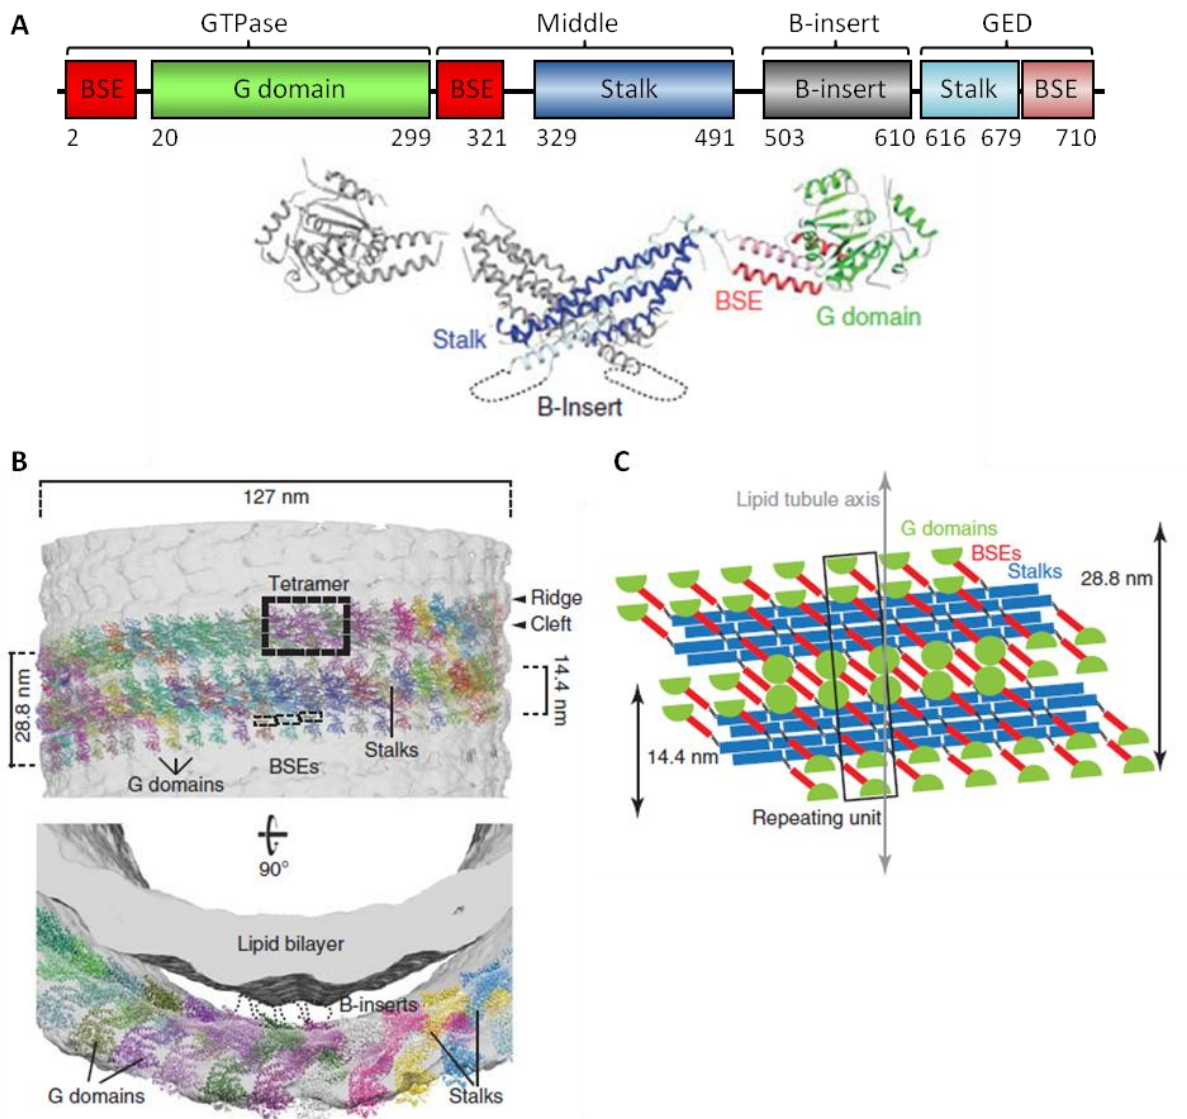 A
GTPase Middle B-insert GED
BSE G domain BSE Stalk B-insert Stalk BSE
2 20 299 321 329 491 503 610 616 679 710
BSE
G domain
Stalk
B-Insert
B
127 nm
Tetramer
Ridge
Cleft
28.8 nm
14.4 nm
Stalks
G domains
BSEs
90°
Lipid bilayer
B-inserts
G domains
Stalks
C
Lipid tubule axis
G domains
BSEs
Stalks
28.8 nm
14.4 nm
Repeating unit